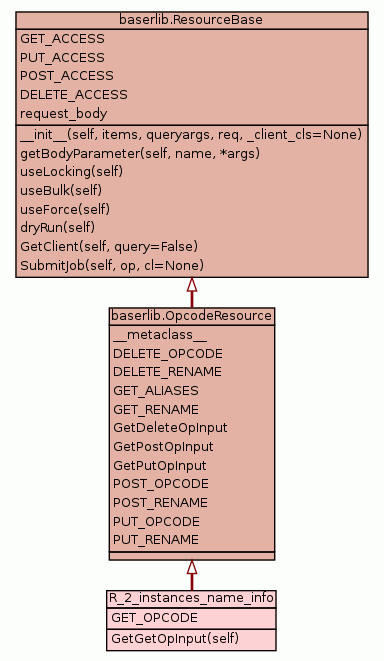 baserlib.ResourceBase
GET_ACCESS
PUT_ACCESS
POST_ACCESS
DELETE_ACCESS
request_body
__init__(self, items, queryargs, req, _client_cls=None)
getBodyParameter(self, name, *args)
useLocking(self)
useBulk(self)
useForce(self)
dryRun(self)
GetClient(self, query=False)
SubmitJob(self, op, cl=None)
baserlib.OpcodeResource
__metaclass__
DELETE_OPCODE
DELETE_RENAME
GET_ALIASES
GET_RENAME
GetDeleteOpInput
GetPostOpInput
GetPutOpInput
POST_OPCODE
POST_RENAME
PUT_OPCODE
PUT_RENAME
R_2_instances_name_info
GET_OPCODE
GetGetOpInput(self)